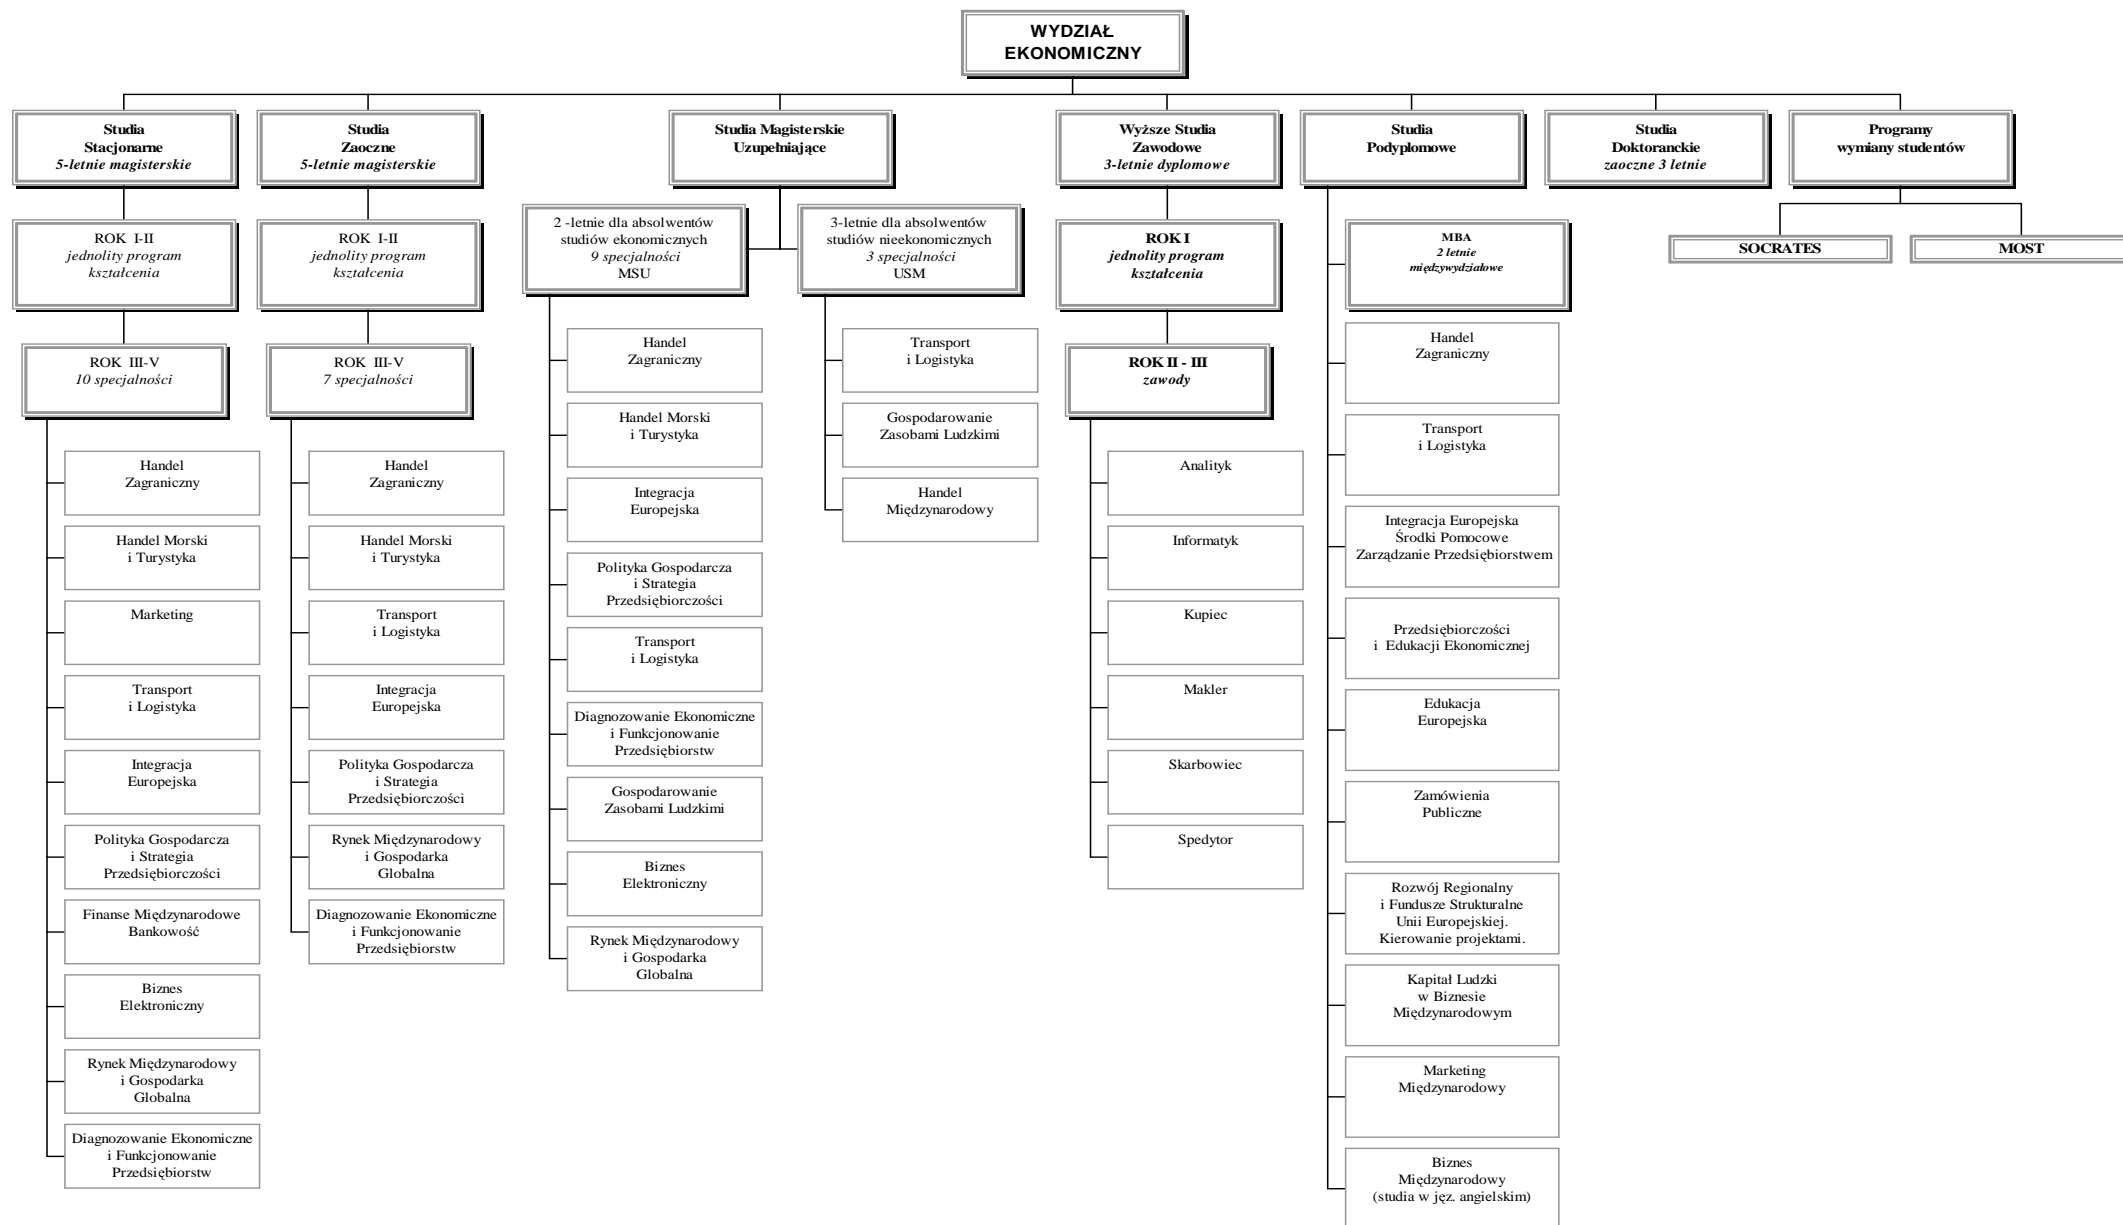 WYDZIAŁ
EKONOMICZNY
Studia
Stacjonarne
5-letnie magisterskie
ROK I-II
jednolity program
kształcenia
ROK III-V
10 specjalności
Handel
Zagraniczny
Handel Morski
i Turystyka
Marketing
Transport
i Logistyka
Integracja
Europejska
Polityka Gospodarcza
i Strategia
Przedsiębiorczości
Finanse Międzynarodowe
Bankowość
Biznes
Elektroniczny
Rynek Międzynarodowy
i Gospodarka
Globalna
Diagnozowanie Ekonomiczne
i Funkcjonowanie
Przedsiębiorstw
Studia
Zaoczne
5-letnie magisterskie
ROK I-II
jednolity program
kształcenia
ROK III-V
7 specjalności
Handel
Zagraniczny
Handel Morski
i Turystyka
Transport
i Logistyka
Integracja
Europejska
Polityka Gospodarcza
i Strategia
Przedsiębiorczości
Rynek Międzynarodowy
i Gospodarka
Globalna
Diagnozowanie Ekonomiczne
i Funkcjonowanie
Przedsiębiorstw
Studia Magisterskie
Uzupełniające
2 -letnie dla absolwentów
studiów ekonomicznych
9 specjalności
MSU
Handel
Zagraniczny
Handel Morski
i Turystyka
Integracja
Europejska
Polityka Gospodarcza
i Strategia
Przedsiębiorczości
Transport
i Logistyka
Diagnozowanie Ekonomiczne
i Funkcjonowanie
Przedsiębiorstw
Gospodarowanie
Zasobami Ludzkimi
Biznes
Elektroniczny
Rynek Międzynarodowy
i Gospodarka
Globalna
3-letnie dla absolwentów
studiów nieekonomicznych
3 specjalności
USM
Transport
i Logistyka
Gospodarowanie
Zasobami Ludzkimi
Handel
Międzynarodowy
Wyższe Studia
Zawodowe
3-letnie dyplomowe
ROK I
jednolity program
kształcenia
ROK II - III
zawody
Analityk
Informatyk
Kupiec
Makler
Skarbowiec
Spedytor
Studia
Podyplomowe
MBA
2 letnie
międzywydziałowe
Handel
Zagraniczny
Transport
i Logistyka
Integracja Europejska
Środki Pomocowe
Zarządzanie Przedsiębiorstwem
Przedsiębiorczości
i Edukacji Ekonomicznej
Edukacja
Europejska
Zamówienia
Publiczne
Rozwój Regionalny
i Fundusze Strukturalne
Unii Europejskiej.
Kierowanie projektami.
Kapitał Ludzki
w Biznesie
Międzynarodowym
Marketing
Międzynarodowy
Biznes
Międzynarodowy
(studia w jęz. angielskim)
Studia
Doktoranckie
zaoczne 3 letnie
Programy
wymiany studentów
SOCRATES
MOST